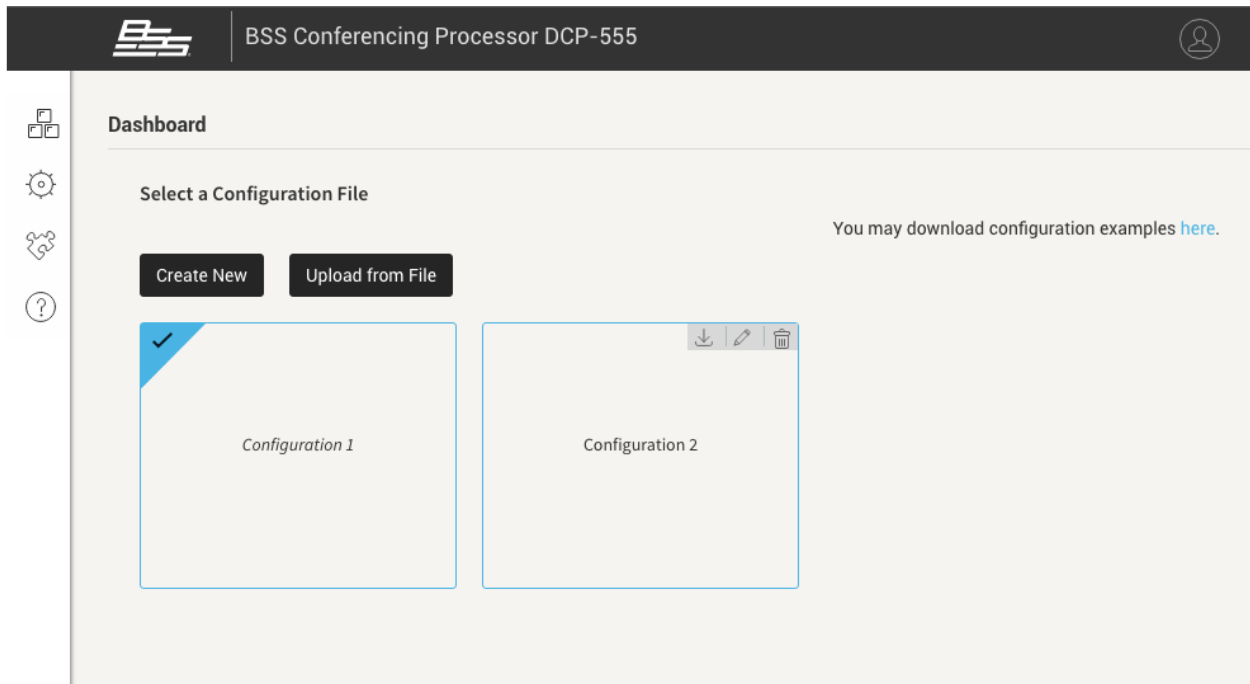 BSS
BSS Conferencing Processor DCP-555
Dashboard
Select a Configuration File
You may download configuration examples here.
Create New
Upload from File
Configuration 1
Configuration 2